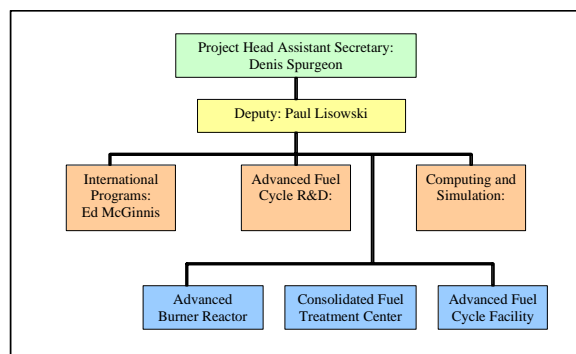 Project Head Assistant Secretary:
Denis Spurgeon
Deputy: Paul Lisowski
International
Programs:
Ed McGinnis
Advanced Fuel
Cycle R&D:
Computing and
Simulation:
Advanced
Burner Reactor
Consolidated Fuel
Treatment Center
Advanced Fuel
Cycle Facility